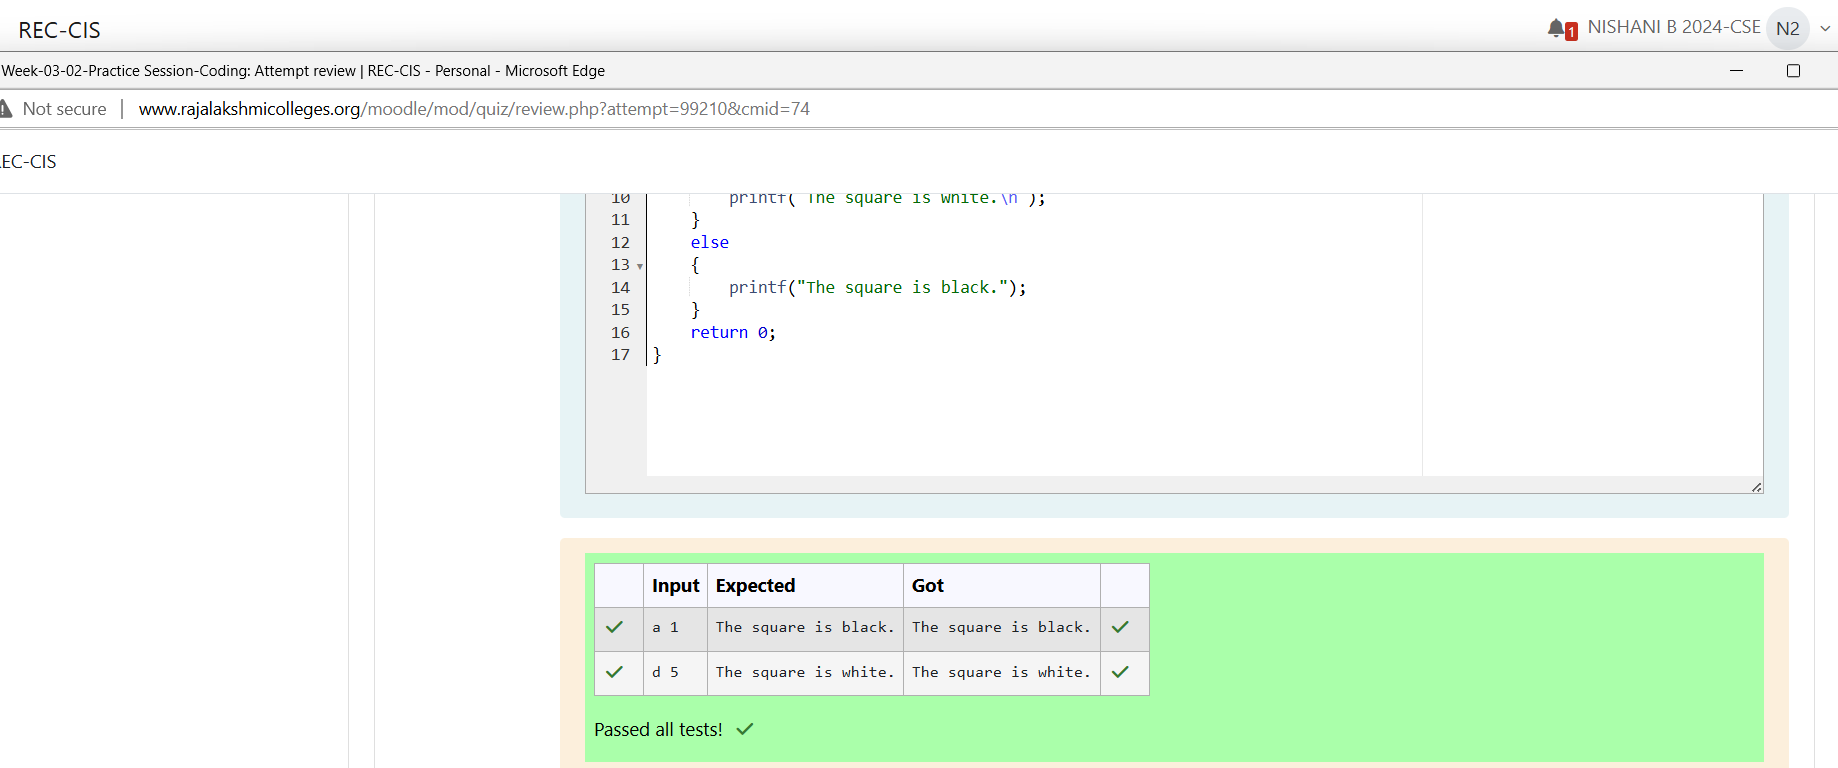 REC-CIS
1 NISHANI B 2024-CSE N2
Week-03-02-Practice Session-Coding: Attempt review | REC-CIS - Personal - Microsoft Edge
Not secure | www.rajalakshmicolleges.org/moodle/mod/quiz/review.php?attempt=99210&cmid=74
EC-CIS
10 printf("The square is white.\n");
11 }
12 else
13 {
14 printf("The square is black.");
15 }
16 return 0;
17 }
Input Expected Got
a 1 The square is black. The square is black.
d 5 The square is white. The square is white.
Passed all tests!